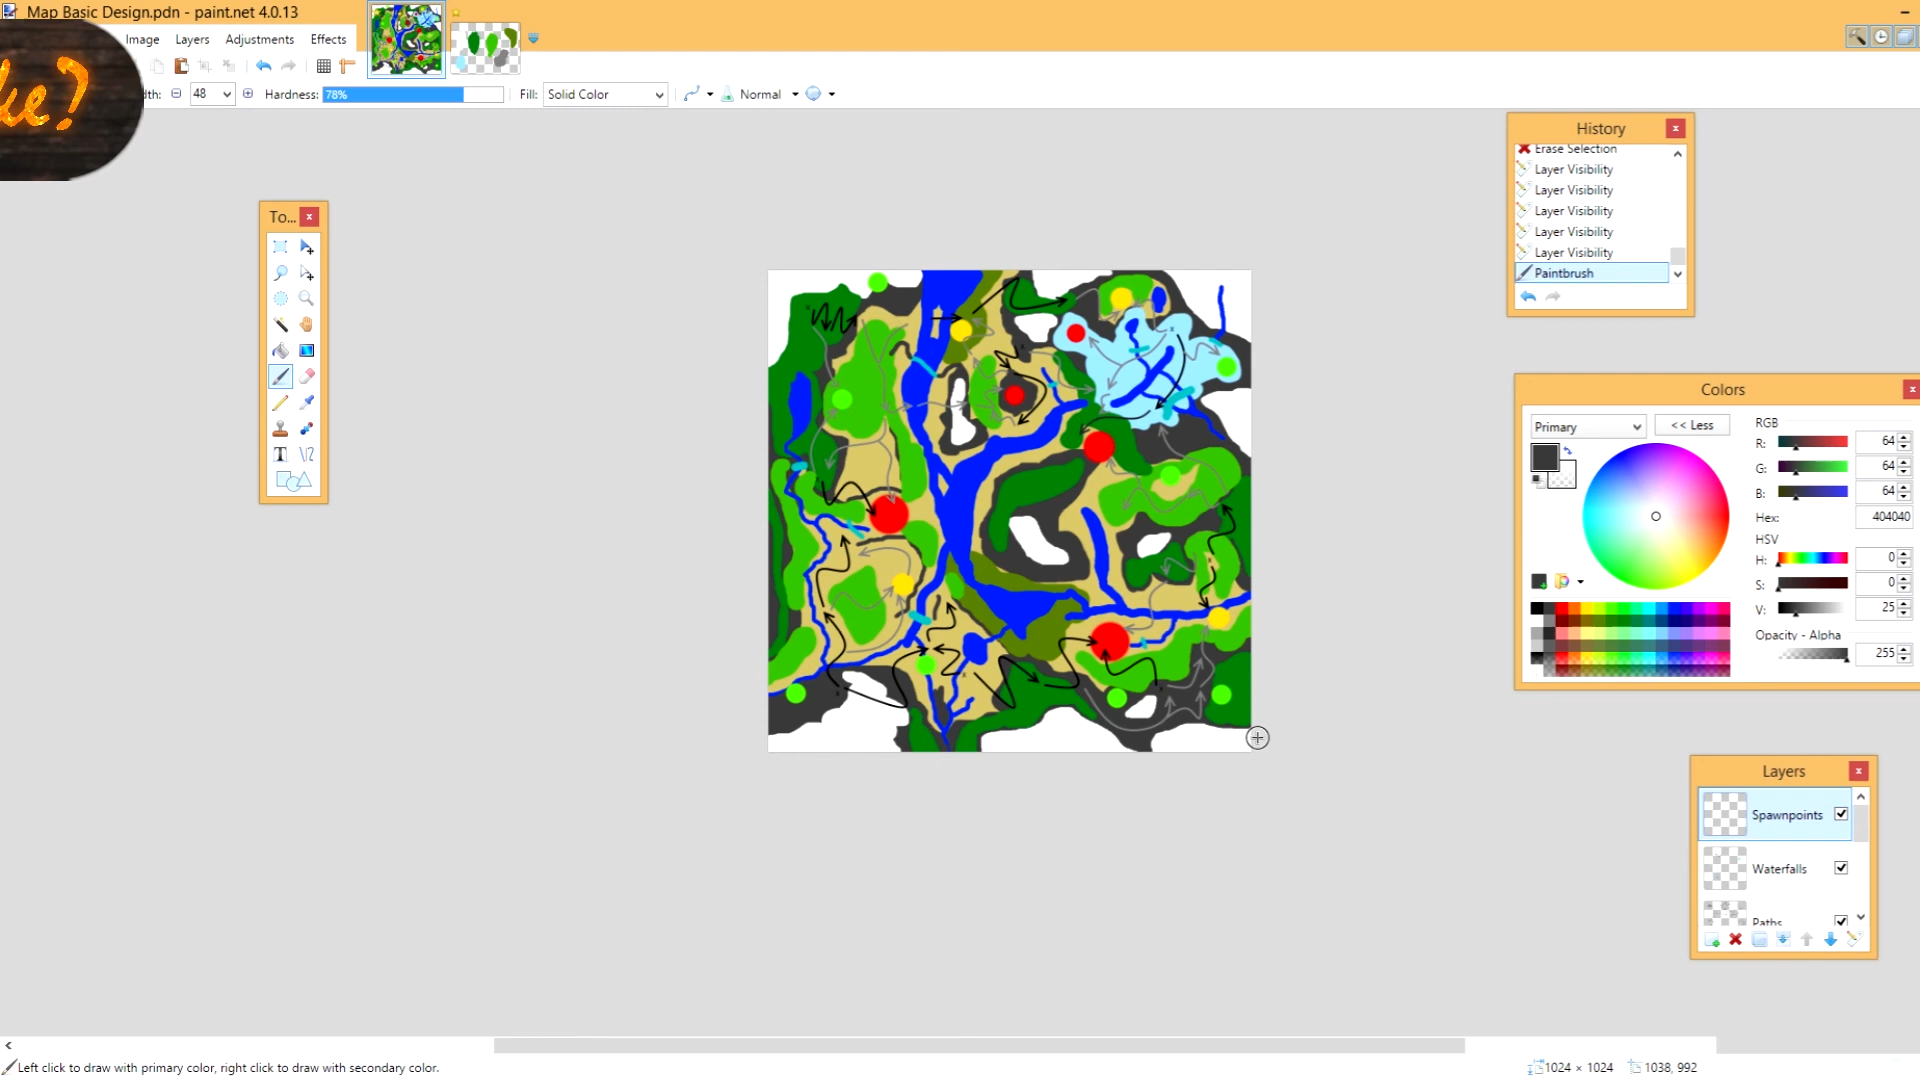 Map Basic Design.pdn - paint.net 4.0.13
Image Layers Adjustments Effects
ke?
dth: 48 Hardness: 78% Fill: Solid Color Normal
To...
History
Erase Selection
Layer Visibility
Layer Visibility
Layer Visibility
Layer Visibility
Layer Visibility
Paintbrush
Colors
Primary << Less
RGB
R: 64
G: 64
B: 64
Hex: 404040
HSV
H: 0
S: 0
V: 25
Opacity - Alpha
255
Layers
Spawnpoints
Waterfalls
Paths
Left click to draw with primary color, right click to draw with secondary color.
1024 × 1024 1038, 992